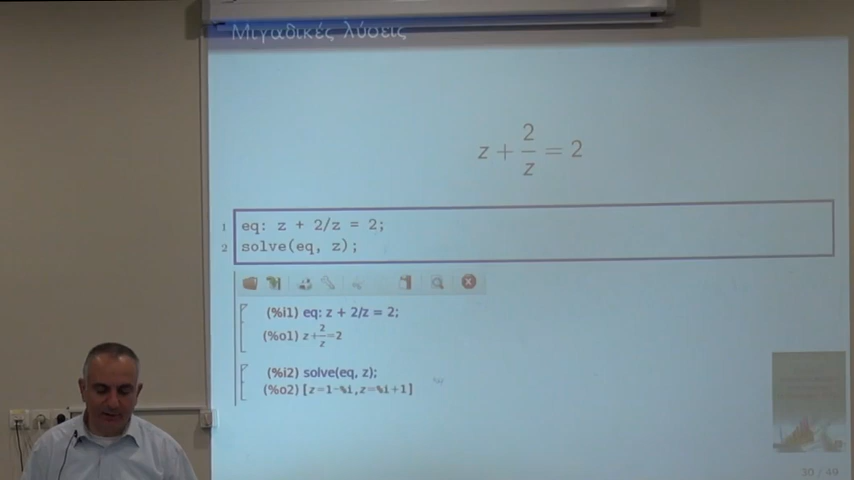 Μιγαδικές λύσεις
z + 2/z = 2
1 eq: z + 2/z = 2;
2 solve(eq, z);
(%i1) eq: z + 2/z = 2;
(%o1) z+2/z=2
(%i2) solve(eq, z);
(%o2) [z=1-%i,z=%i+1]
30 / 49